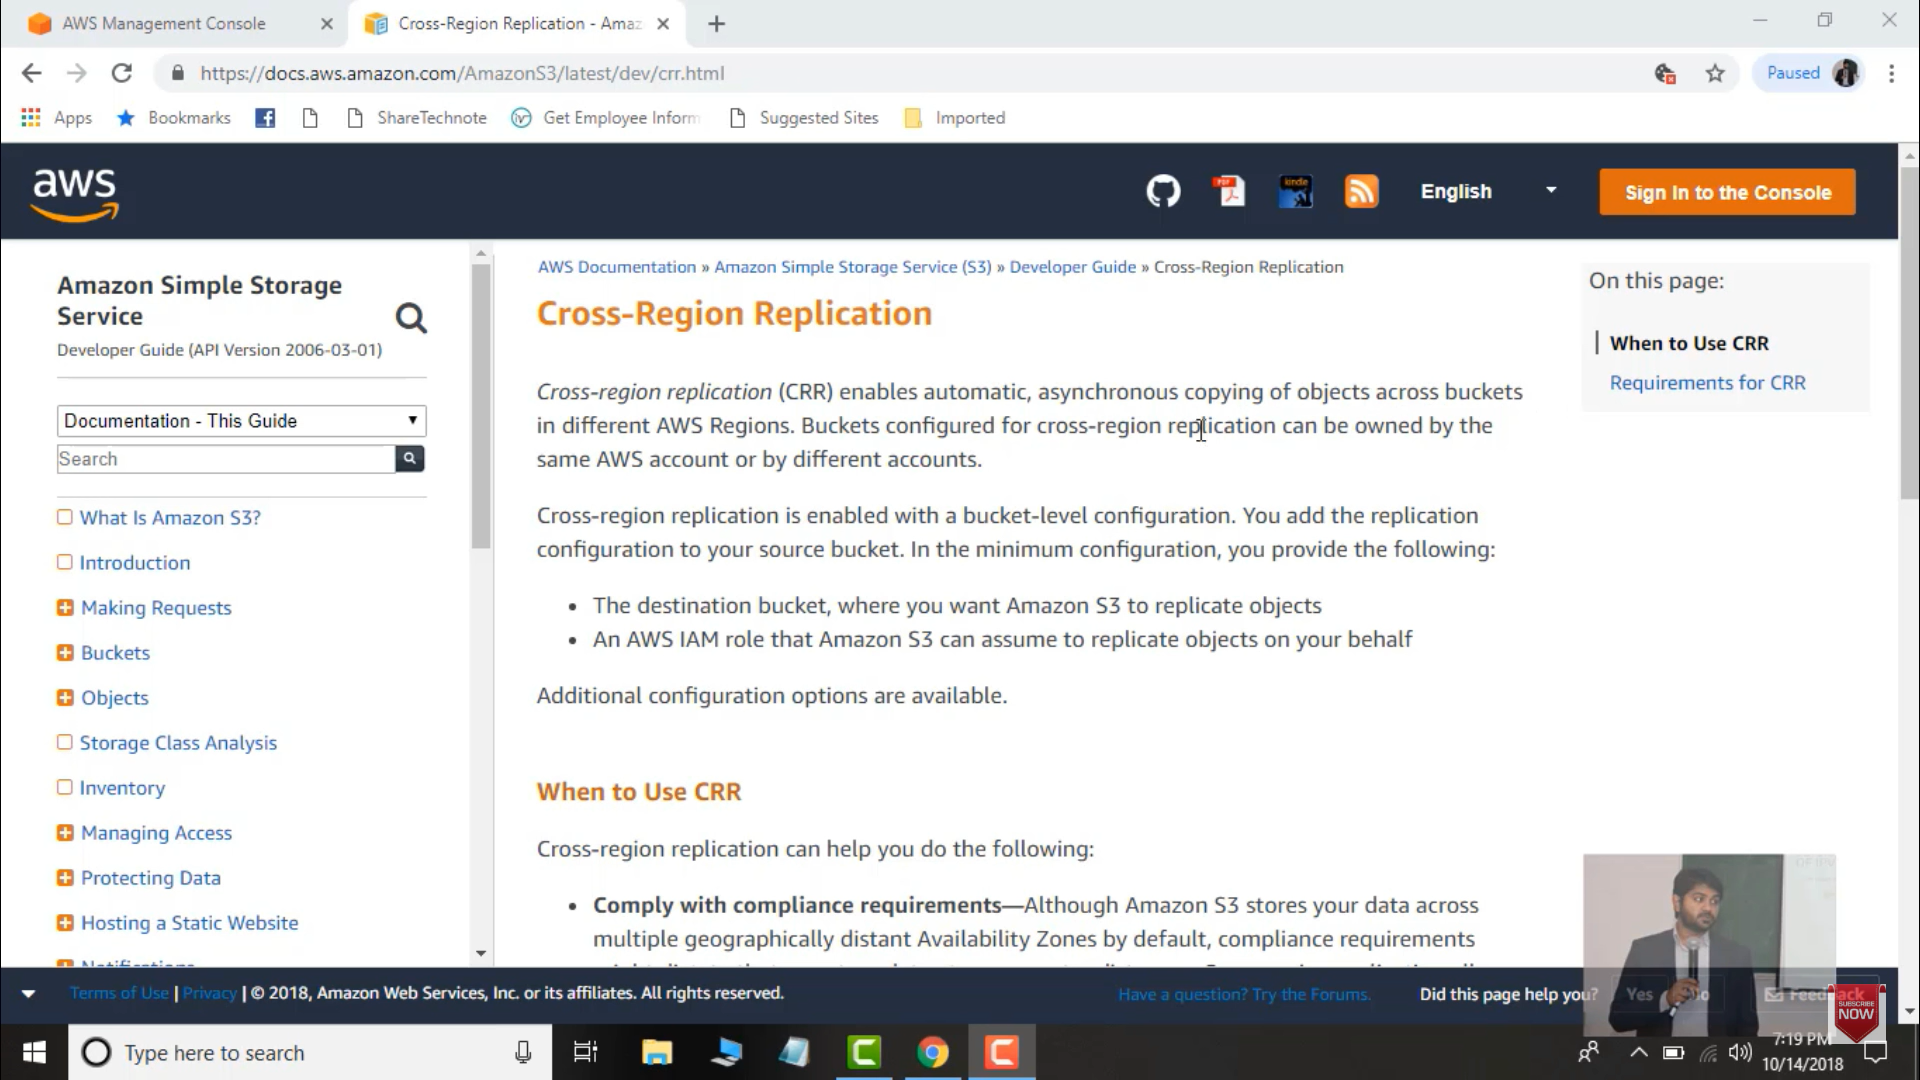 AWS Management Console
Cross-Region Replication - Amaz
https://docs.aws.amazon.com/AmazonS3/latest/dev/crr.html
Paused
Apps
Bookmarks
ShareTechnote
Get Employee Inform
Suggested Sites
Imported
aws
PDF
kindle
English
Sign In to the Console
Amazon Simple Storage
Service
Developer Guide (API Version 2006-03-01)
Documentation - This Guide
Search
What Is Amazon S3?
Introduction
Making Requests
Buckets
Objects
Storage Class Analysis
Inventory
Managing Access
Protecting Data
Hosting a Static Website
Notifications
AWS Documentation » Amazon Simple Storage Service (S3) » Developer Guide » Cross-Region Replication
Cross-Region Replication
Cross-region replication (CRR) enables automatic, asynchronous copying of objects across buckets
in different AWS Regions. Buckets configured for cross-region replication can be owned by the
same AWS account or by different accounts.
Cross-region replication is enabled with a bucket-level configuration. You add the replication
configuration to your source bucket. In the minimum configuration, you provide the following:
• The destination bucket, where you want Amazon S3 to replicate objects
• An AWS IAM role that Amazon S3 can assume to replicate objects on your behalf
Additional configuration options are available.
When to Use CRR
Cross-region replication can help you do the following:
• Comply with compliance requirements—Although Amazon S3 stores your data across
multiple geographically distant Availability Zones by default, compliance requirements
On this page:
When to Use CRR
Requirements for CRR
Terms of Use | Privacy | © 2018, Amazon Web Services, Inc. or its affiliates. All rights reserved.
Have a question? Try the Forums.
Did this page help you?
Yes
No
Feedback
SUBSCRIBE
NOW
Type here to search
7:19 PM
10/14/2018